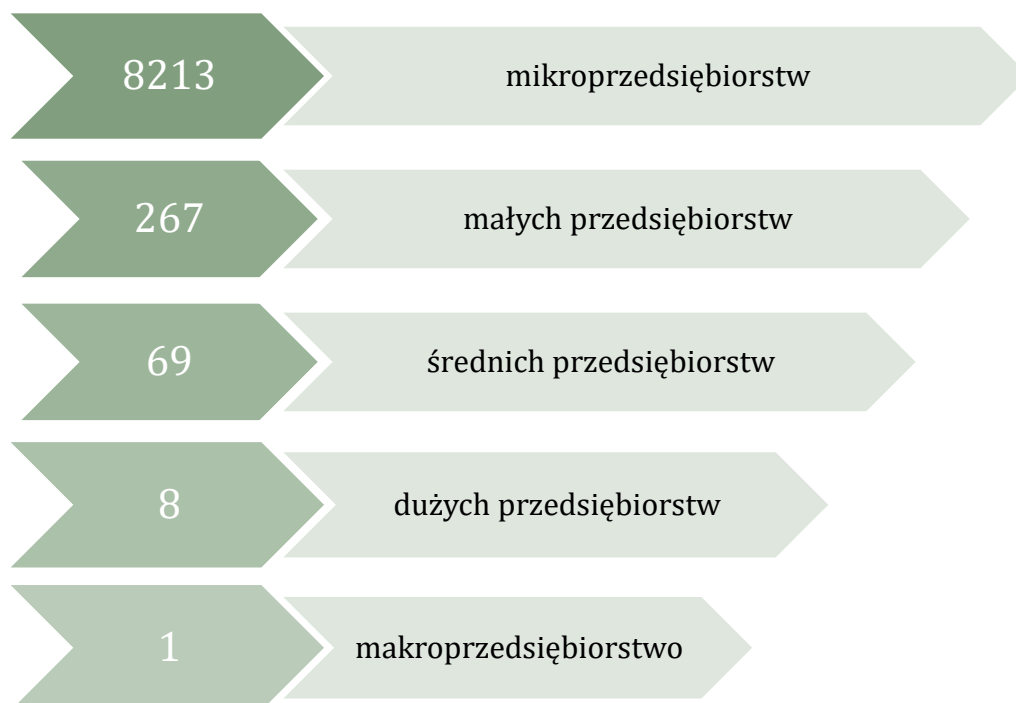 8213 mikroprzedsiębiorstw
267 małych przedsiębiorstw
69 średnich przedsiębiorstw
8 dużych przedsiębiorstw
1 makroprzedsiębiorstwo